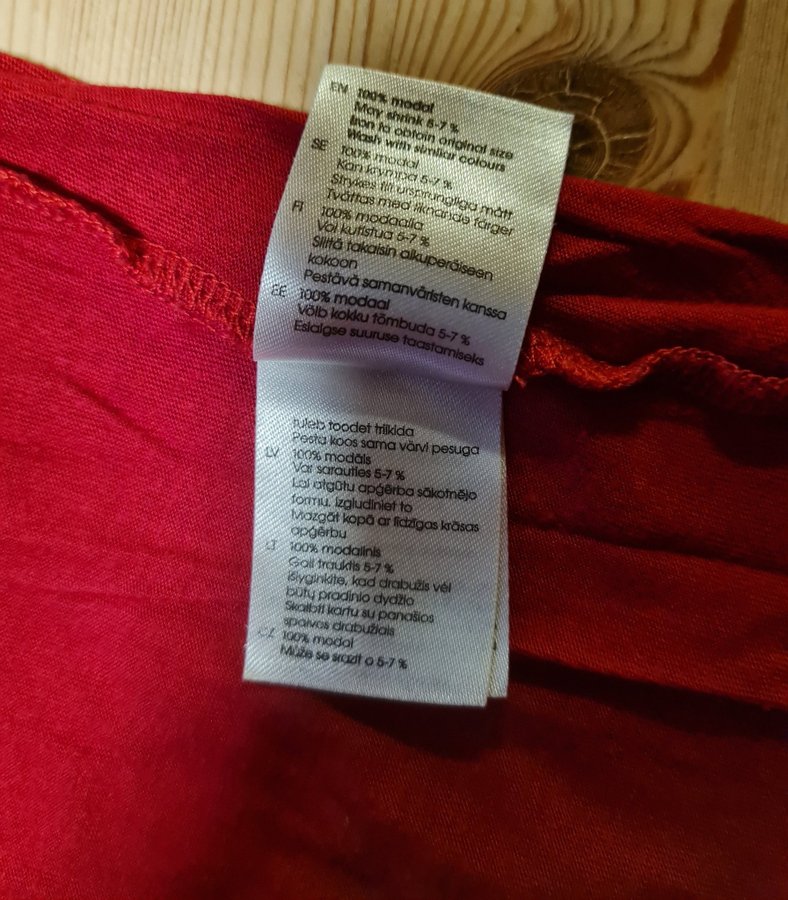 EN 100% modal
May shrink 5-7 %
Iron to obtain original size
Wash with similar colours
SE 100% modal
Kan krympa 5-7 %
Strykes till ursprungliga mått
Tvättas med liknande färger
FI 100% modaalia
Voi kutistua 5-7 %
Silitä takaisin alkuperäiseen
kokoon
Pestävä samanväristen kanssa
EE 100% modaal
Võib kokku tõmbuda 5-7 %
Esialgse suuruse taastamiseks
tuleb toodet triikida
Pesta koos sama värvi pesuga
LV 100% modāls
Var sarauties 5-7 %
Lai atgūtu apģērba sākotnējo
formu, izgludiniet to
Mazgāt kopā ar līdzīgas krāsas
apģērbu
LT 100% modalinis
Gali trauktis 5-7 %
Išlyginkite, kad drabužis vėl
būtų pradinio dydžio
Skalbti kartu su panašios
spalvos drabužiais
CZ 100% modal
Může se srazit o 5-7 %